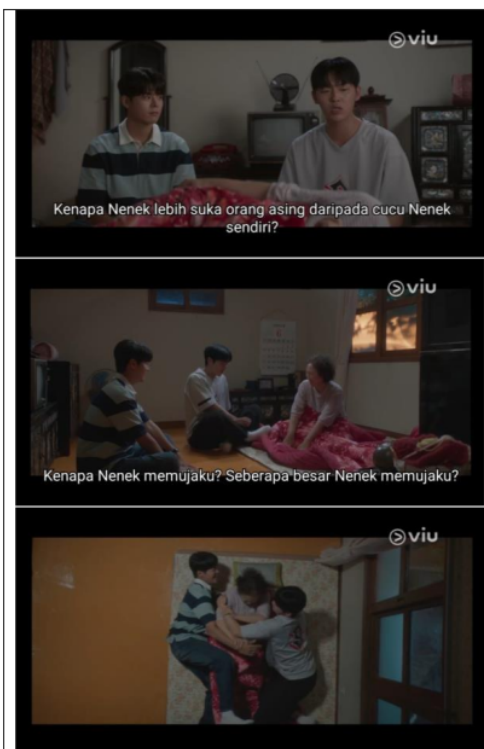 viu
Kenapa Nenek lebih suka orang asing daripada cucu Nenek
sendiri?
viu
Kenapa Nenek memujaku? Seberapa besar Nenek memujaku?
viu